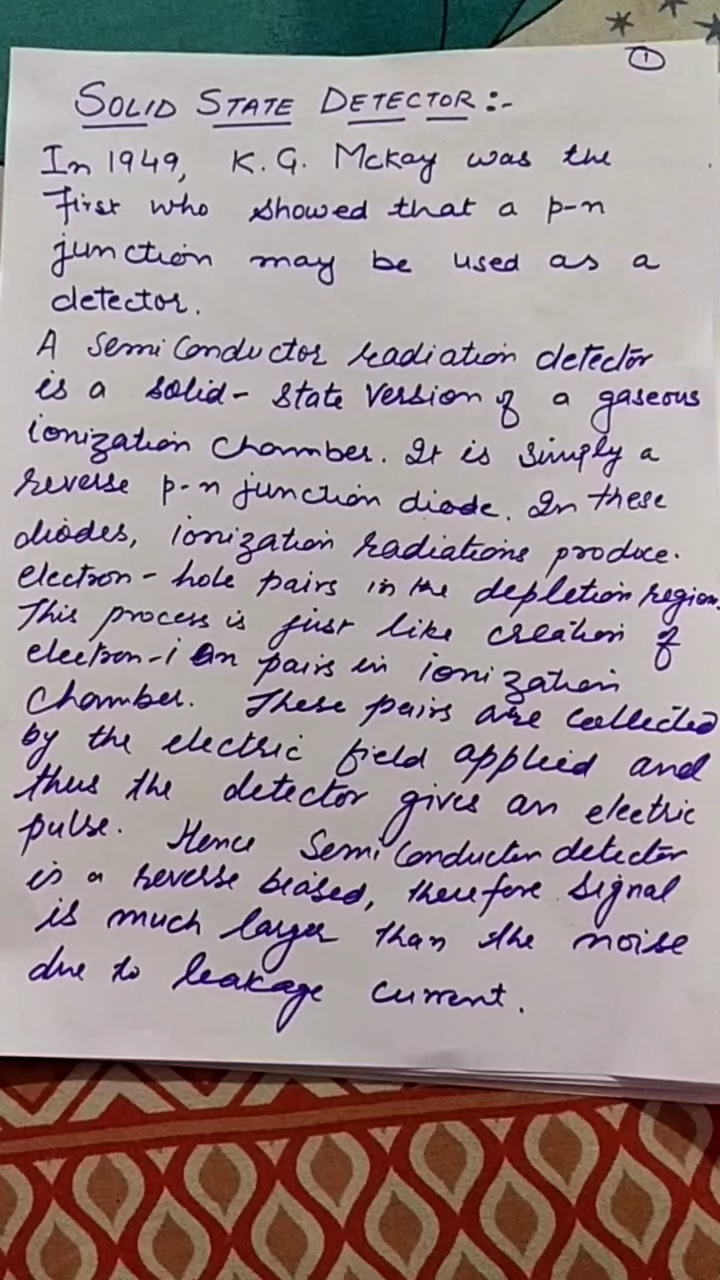 1
SOLID STATE DETECTOR :-
In 1949, K.G. Mckay was the
first who showed that a p-n
junction may be used as a
detector.
A semiconductor radiation detector
is a solid-state version of a gaseous
ionization chamber. It is simply a
reverse p-n junction diode. In these
diodes, ionization radiations produce.
electron-hole pairs in the depletion region.
This process is just like creation of
electron-ion pairs in ionization
chamber. These pairs are collected
by the electric field applied and
thus the detector gives an electric
pulse. Hence semiconductor detector
is a reverse biased, therefore signal
is much larger than the noise
due to leakage current.